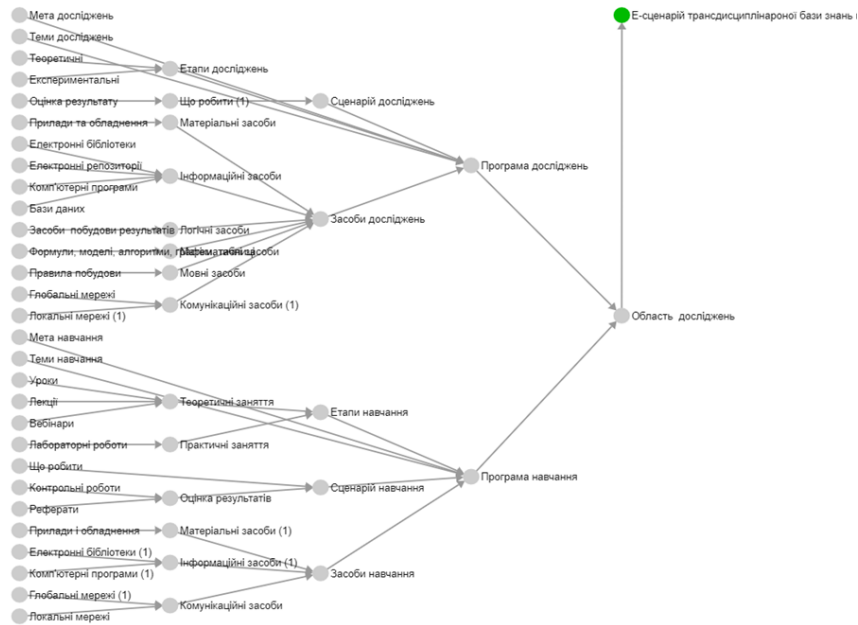 Мета досліджень
Е-сценарій трансдисциплінароної бази знань
Теми досліджень
Теоретичні
Етапи досліджень
Експериментальні
Оцінка результату
Що робити (1)
Сценарій досліджень
Прилади та обладнення
Матеріальні засоби
Електронні бібліотеки
Електронні репозиторії
Програма досліджень
Інформаційні засоби
Комп'ютерні програми
Бази даних
Засоби досліджень
Засоби побудови результатів
Логічні засоби
Формули, моделі, алгоритми, графіки, таблиці
Математичні засоби
Правила побудови
Мовні засоби
Глобальні мережі
Комунікаційні засоби (1)
Локальні мережі (1)
Область досліджень
Мета навчання
Теми навчання
Уроки
Лекції
Теоретичні заняття
Етапи навчання
Вебінари
Лабораторні роботи
Практичні заняття
Що робити
Програма навчання
Контрольні роботи
Сценарій навчання
Оцінка результатів
Реферати
Прилади і обладнення
Матеріальні засоби (1)
Електронні бібліотеки (1)
Інформаційні засоби (1)
Комп'ютерні програми (1)
Засоби навчання
Глобальні мережі (1)
Комунікаційні засоби
Локальні мережі